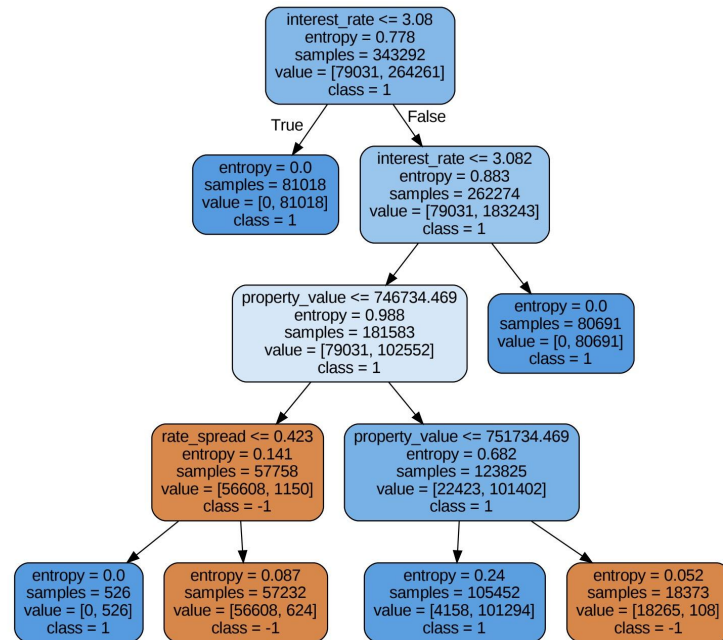 interest_rate <= 3.08
entropy = 0.778
samples = 343292
value = [79031, 264261]
class = 1
True
False
entropy = 0.0
samples = 81018
value = [0, 81018]
class = 1
interest_rate <= 3.082
entropy = 0.883
samples = 262274
value = [79031, 183243]
class = 1
property_value <= 746734.469
entropy = 0.988
samples = 181583
value = [79031, 102552]
class = 1
entropy = 0.0
samples = 80691
value = [0, 80691]
class = 1
rate_spread <= 0.423
entropy = 0.141
samples = 57758
value = [56608, 1150]
class = -1
property_value <= 751734.469
entropy = 0.682
samples = 123825
value = [22423, 101402]
class = 1
entropy = 0.0
samples = 526
value = [0, 526]
class = 1
entropy = 0.087
samples = 57232
value = [56608, 624]
class = -1
entropy = 0.24
samples = 105452
value = [4158, 101294]
class = 1
entropy = 0.052
samples = 18373
value = [18265, 108]
class = -1